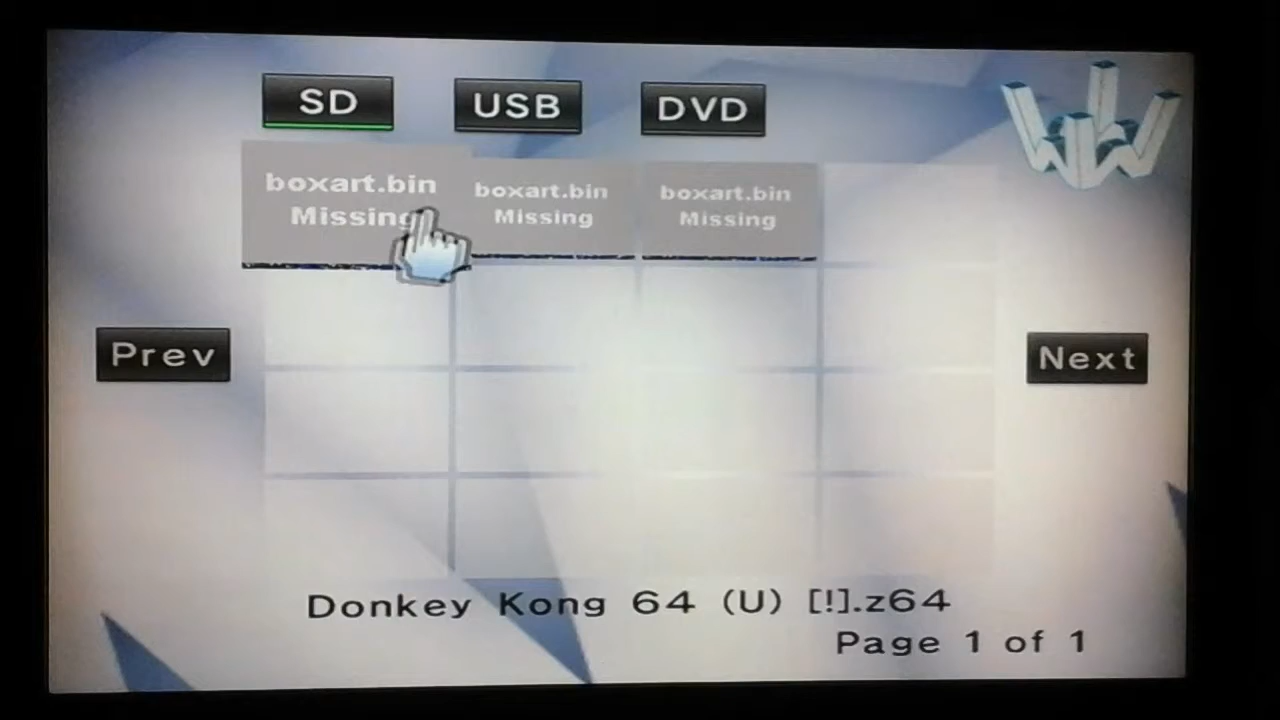 SD USB DVD
boxart.bin boxart.bin boxart.bin
Missing Missing Missing
Prev Next
Donkey Kong 64 (U) [!].z64
Page 1 of 1